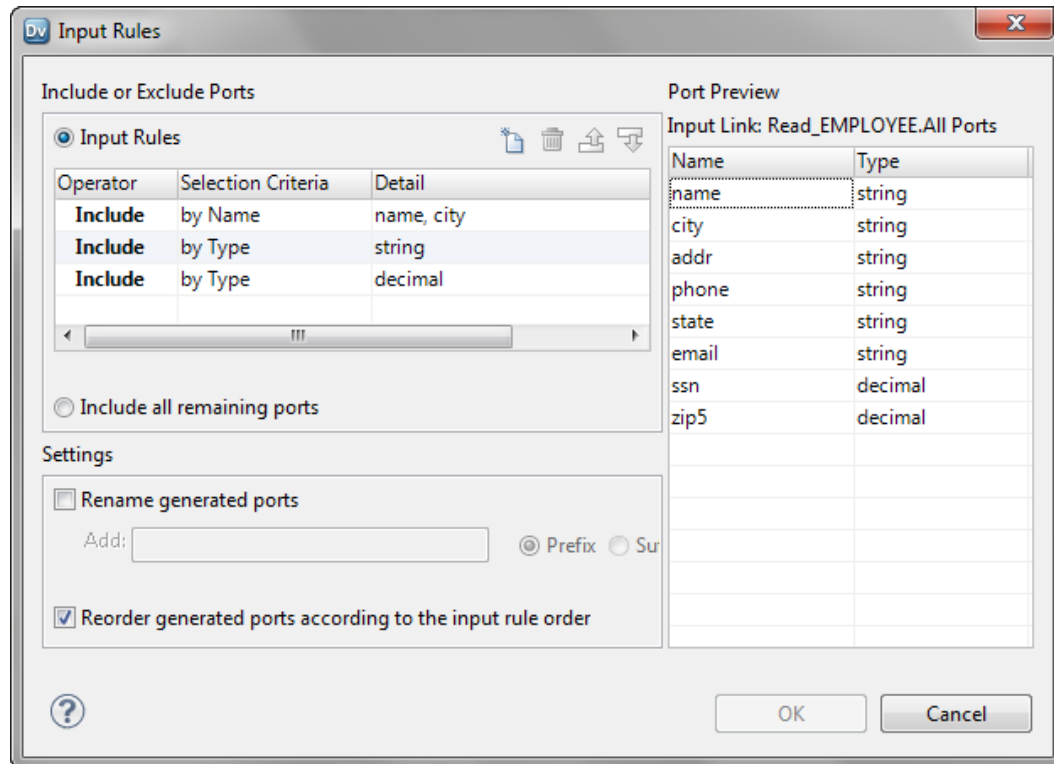 Dv Input Rules
Include or Exclude Ports
Input Rules
Operator Selection Criteria Detail
Include by Name name, city
Include by Type string
Include by Type decimal
Include all remaining ports
Settings
Rename generated ports
Add: Prefix Su
Reorder generated ports according to the input rule order
Port Preview
Input Link: Read_EMPLOYEE.All Ports
Name Type
name string
city string
addr string
phone string
state string
email string
ssn decimal
zip5 decimal
? OK Cancel